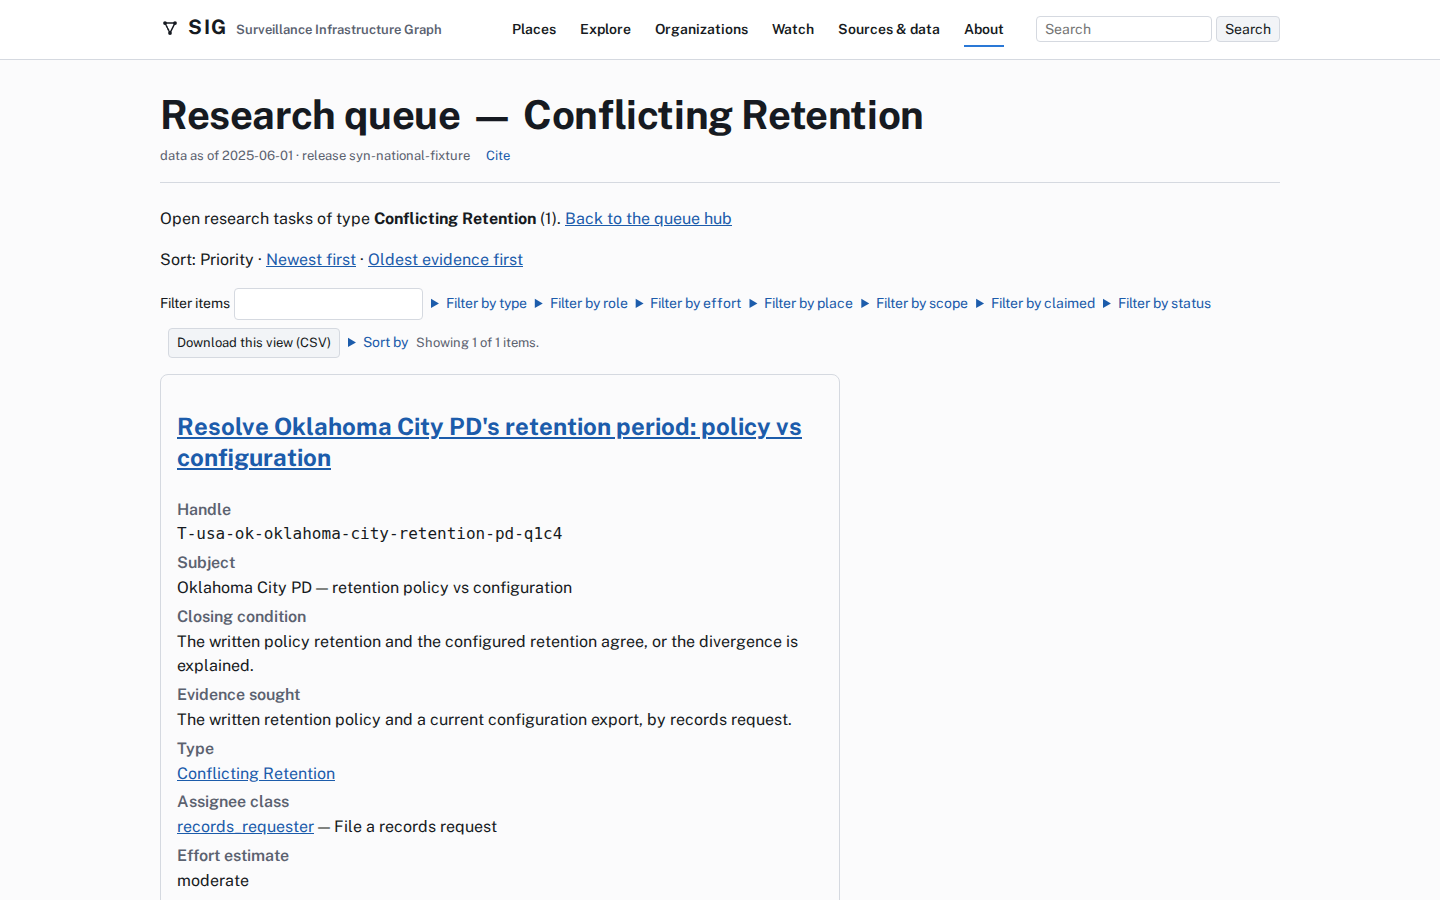 SIG Surveillance Infrastructure Graph Places Explore Organizations Watch Sources & data About Search Search
Research queue — Conflicting Retention
data as of 2025-06-01 · release syn-national-fixture Cite
Open research tasks of type Conflicting Retention (1). Back to the queue hub
Sort: Priority · Newest first · Oldest evidence first
Filter items ▶ Filter by type ▶ Filter by role ▶ Filter by effort ▶ Filter by place ▶ Filter by scope ▶ Filter by claimed ▶ Filter by status
Download this view (CSV) ▶ Sort by Showing 1 of 1 items.
Resolve Oklahoma City PD's retention period: policy vs
configuration
Handle
T-usa-ok-oklahoma-city-retention-pd-q1c4
Subject
Oklahoma City PD — retention policy vs configuration
Closing condition
The written policy retention and the configured retention agree, or the divergence is
explained.
Evidence sought
The written retention policy and a current configuration export, by records request.
Type
Conflicting Retention
Assignee class
records_requester — File a records request
Effort estimate
moderate